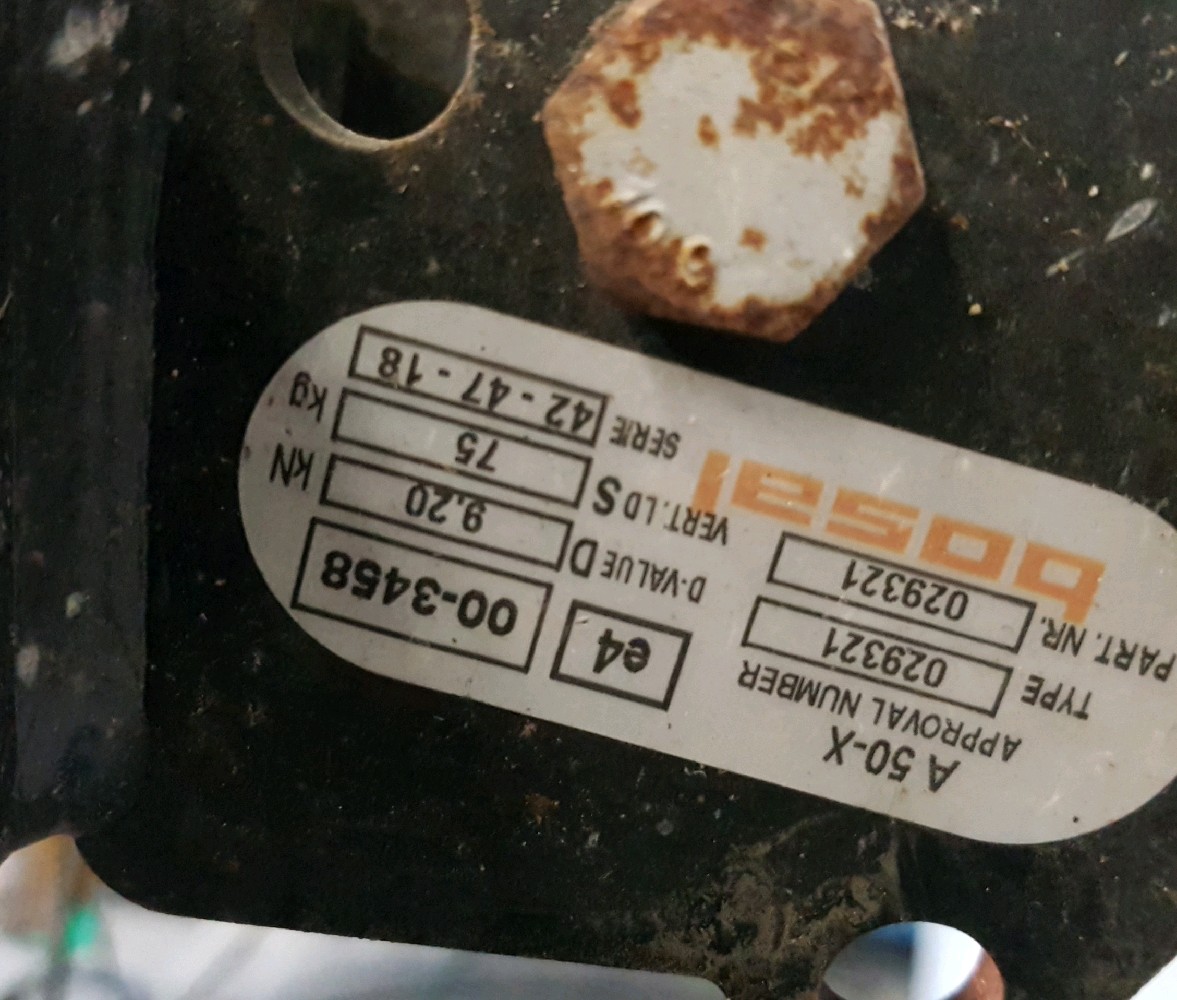 A 50-X
APPROVAL NUMBER e4 00-3458
TYPE 029321
D-VALUE D 9,20 kN
PART. NR. 029321
VERT. LD S 75 kg
bosal
SERIE 42 - 47 - 18